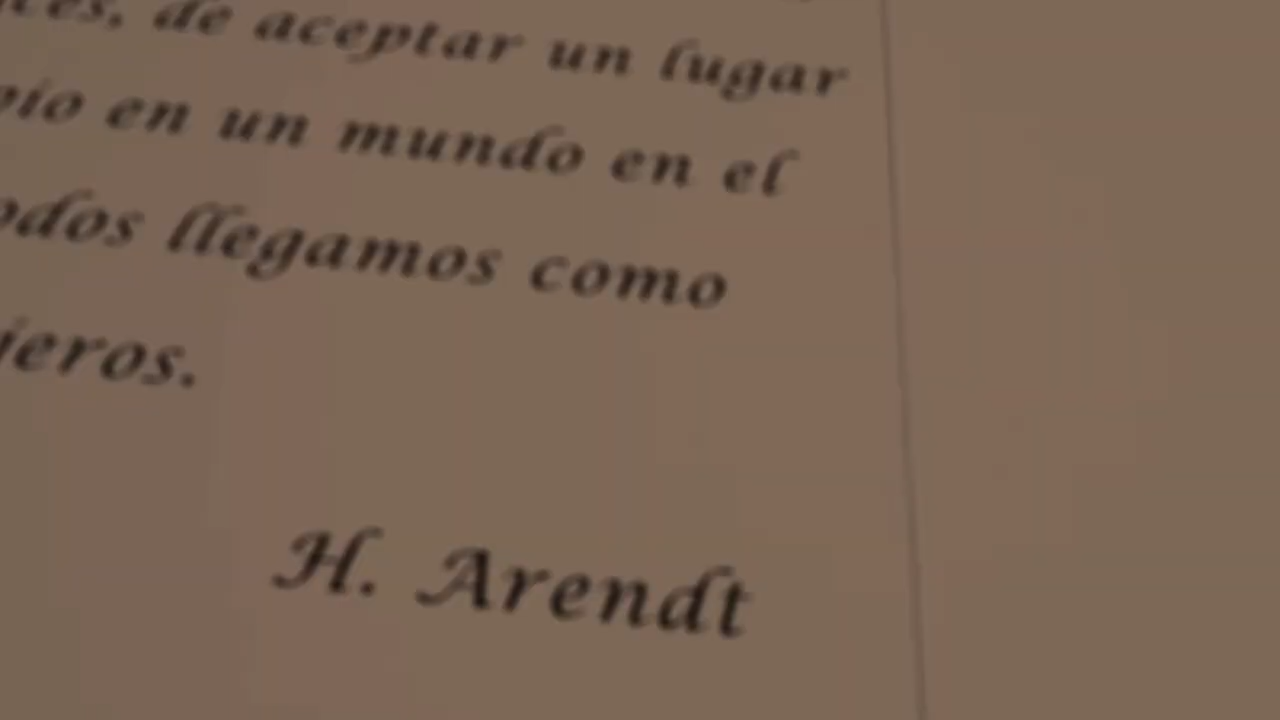 de aceptar un lugar
en un mundo en el
llegamos como
H. Arendt